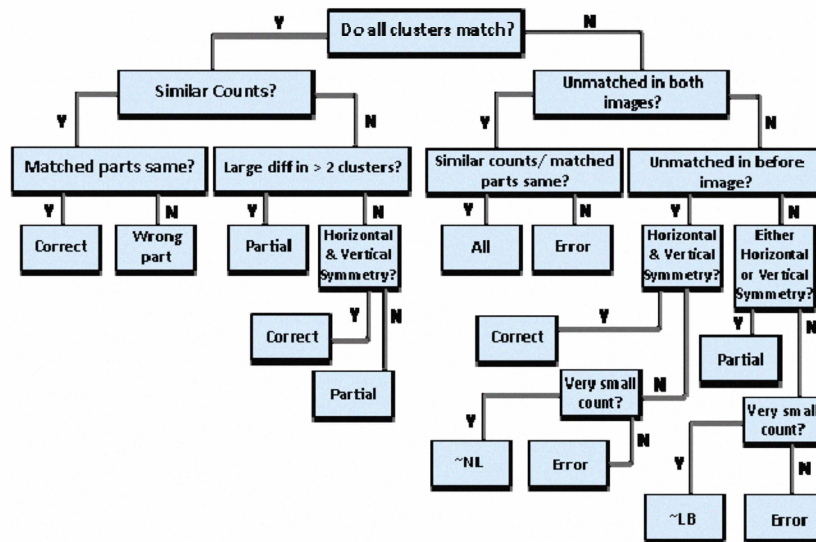 Do all clusters match?
Y
N
Similar Counts?
Unmatched in both
images?
Y
N
Y
N
Matched parts same?
Large diff in > 2 clusters?
Similar counts/ matched
parts same?
Unmatched in before
image?
Y
N
Y
N
Y
N
Y
N
Correct
Wrong
part
Partial
Horizontal
& Vertical
Symmetry?
All
Error
Horizontal
& Vertical
Symmetry?
Either
Horizontal
or Vertical
Symmetry?
Y
N
Y
Y
N
Correct
Correct
Partial
Partial
Very small
count?
N
Very small
count?
Y
N
Y
N
~NL
Error
~LB
Error